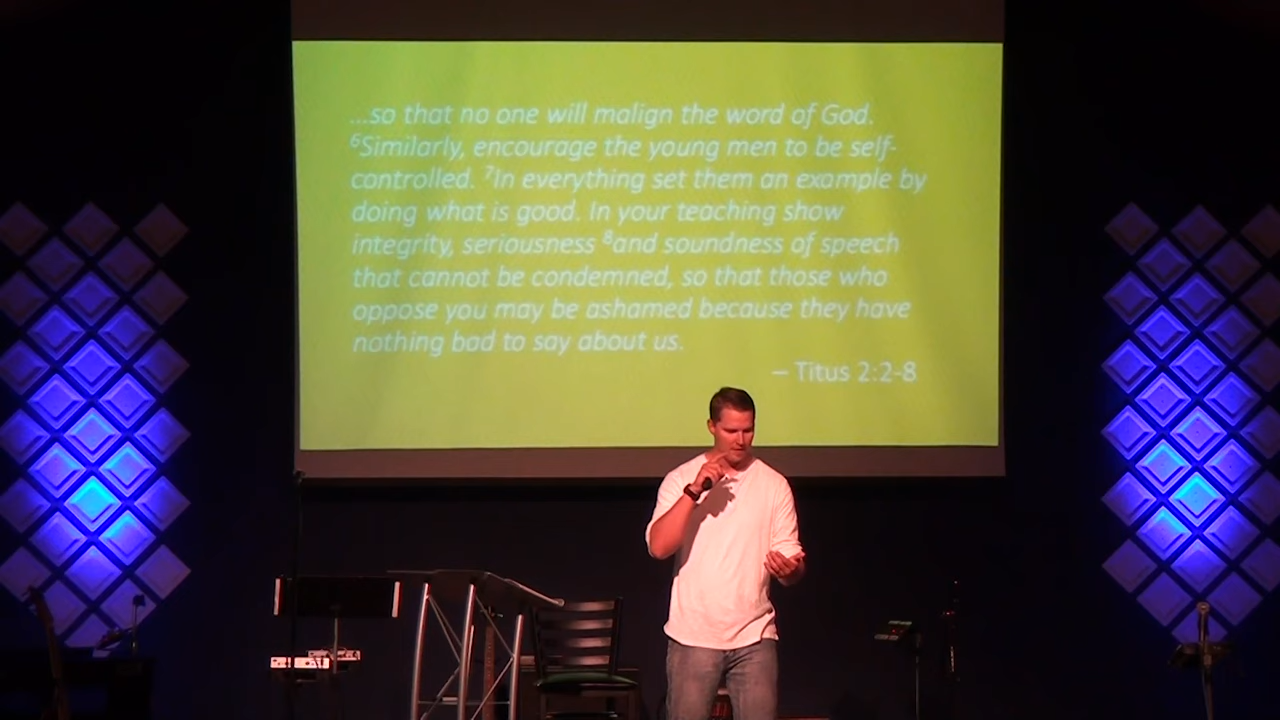 ...so that no one will malign the word of God.
⁶Similarly, encourage the young men to be self-
controlled. ⁷In everything set them an example by
doing what is good. In your teaching show
integrity, seriousness ⁸and soundness of speech
that cannot be condemned, so that those who
oppose you may be ashamed because they have
nothing bad to say about us.
– Titus 2:2-8